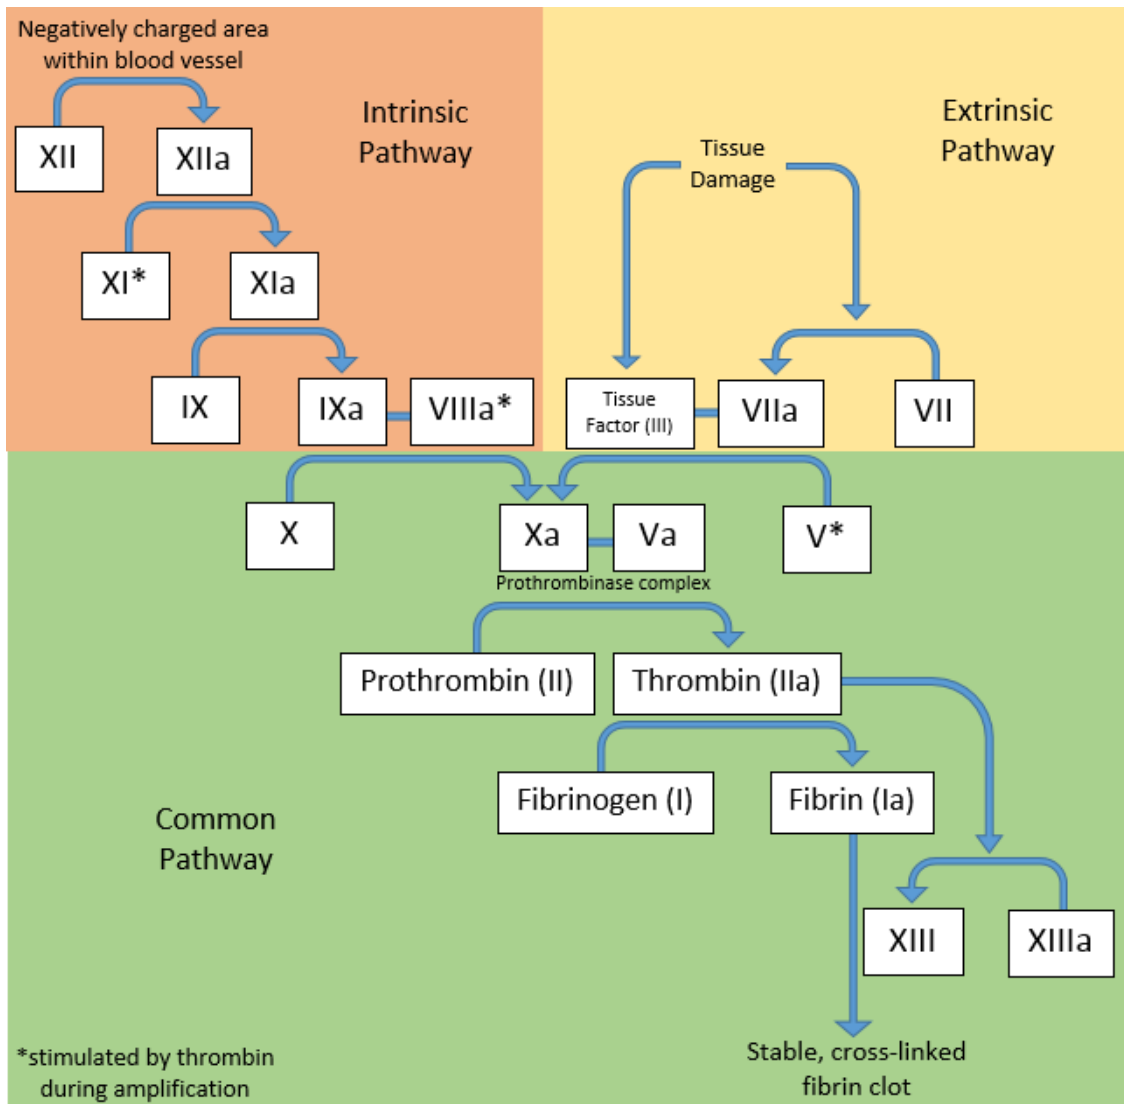 Negatively charged area
within blood vessel
Intrinsic
Pathway
XII
XIIa
XI*
XIa
IX
IXa
VIIIa*
Extrinsic
Pathway
Tissue
Damage
Tissue
Factor (III)
VIIa
VII
X
Xa
Va
V*
Prothrombinase complex
Prothrombin (II)
Thrombin (IIa)
Fibrinogen (I)
Fibrin (Ia)
Common
Pathway
XIII
XIIIa
*stimulated by thrombin
during amplification
Stable, cross-linked
fibrin clot